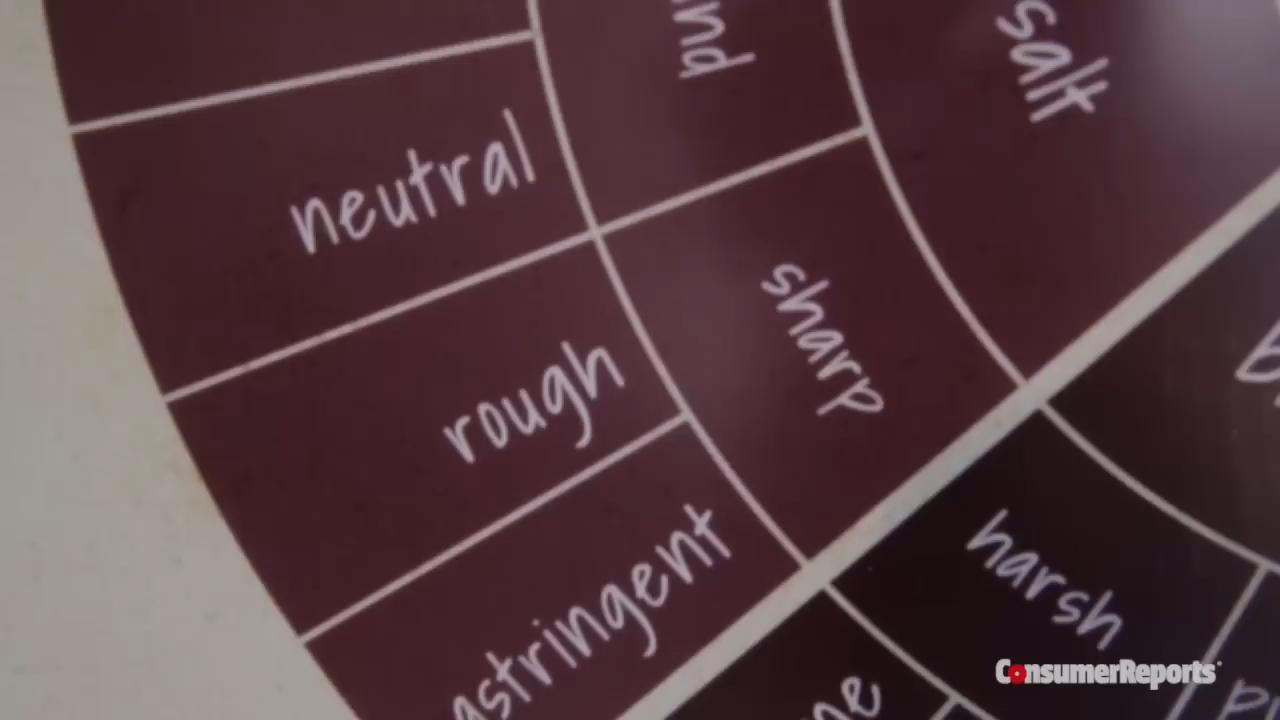 salt
neutral
sharp
rough
astringent
harsh
ConsumerReports